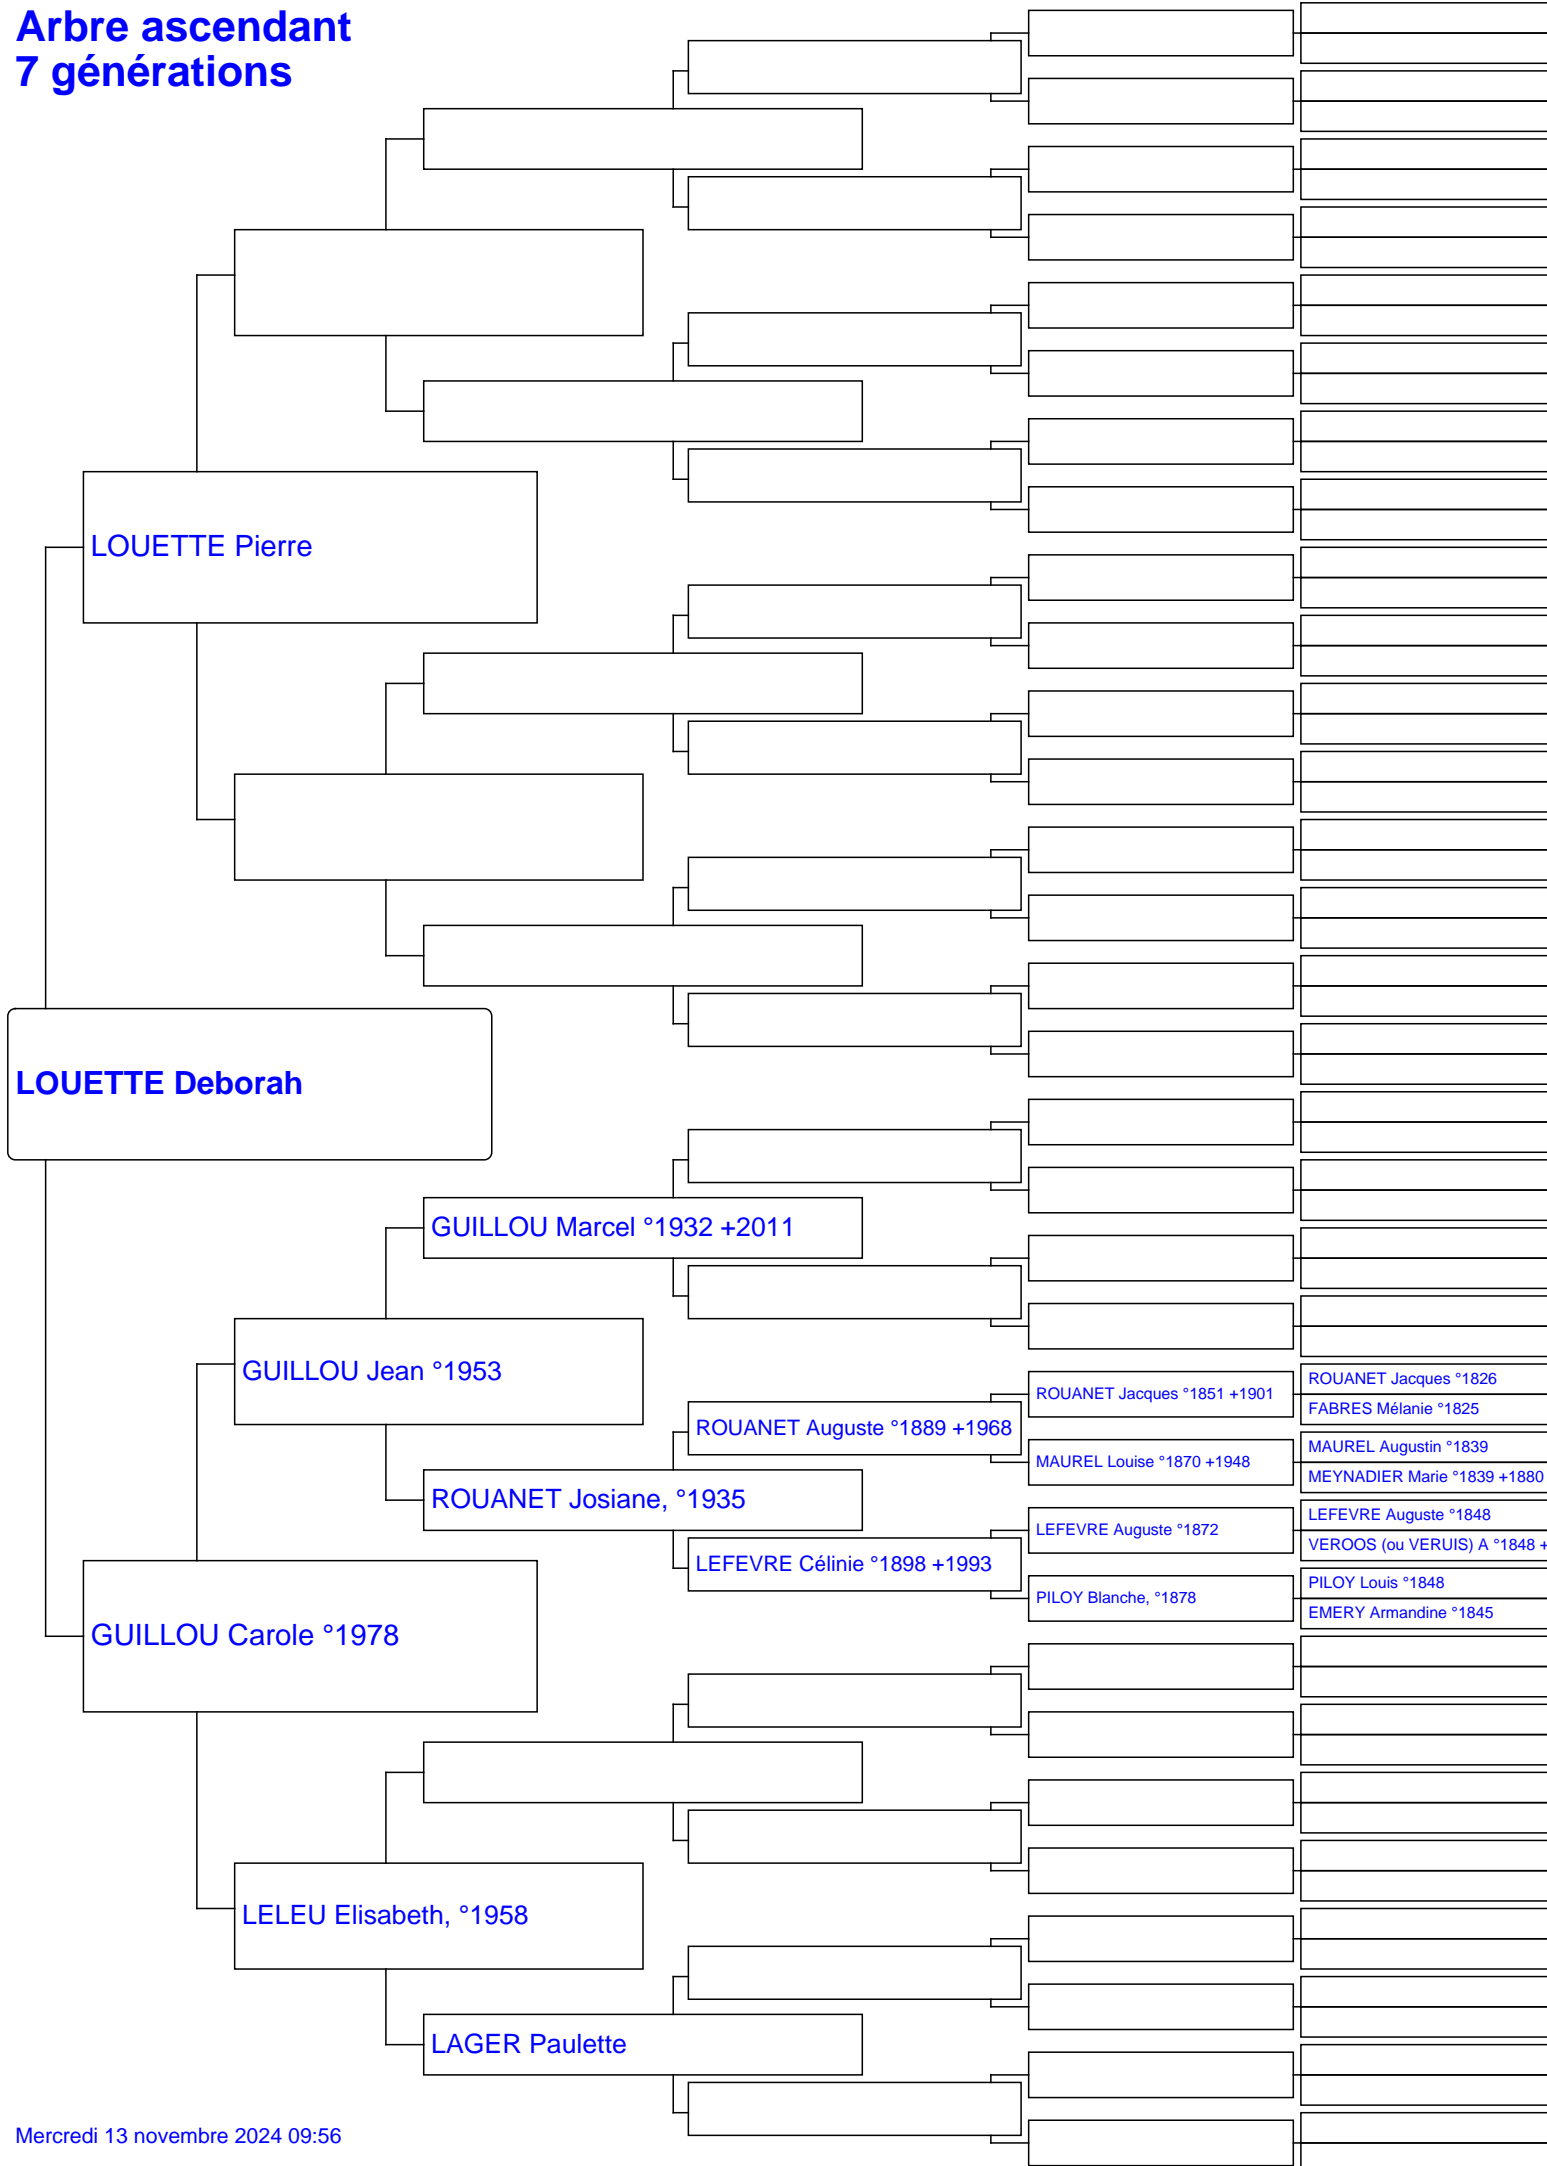 Arbre ascendant
7 générations
LOUETTE Pierre
LOUETTE Deborah
GUILLOU Marcel °1932 +2011
GUILLOU Jean °1953
ROUANET Jacques °1826
ROUANET Jacques °1851 +1901
FABRES Mélanie °1825
ROUANET Auguste °1889 +1968
MAUREL Augustin °1839
MAUREL Louise °1870 +1948
MEYNADIER Marie °1839 +1880
ROUANET Josiane, °1935
LEFEVRE Auguste °1848
LEFEVRE Auguste °1872
VEROOS (ou VERUIS) A °1848 +
LEFEVRE Célinie °1898 +1993
PILOY Louis °1848
PILOY Blanche, °1878
EMERY Armandine °1845
GUILLOU Carole °1978
LELEU Elisabeth, °1958
LAGER Paulette
Mercredi 13 novembre 2024 09:56